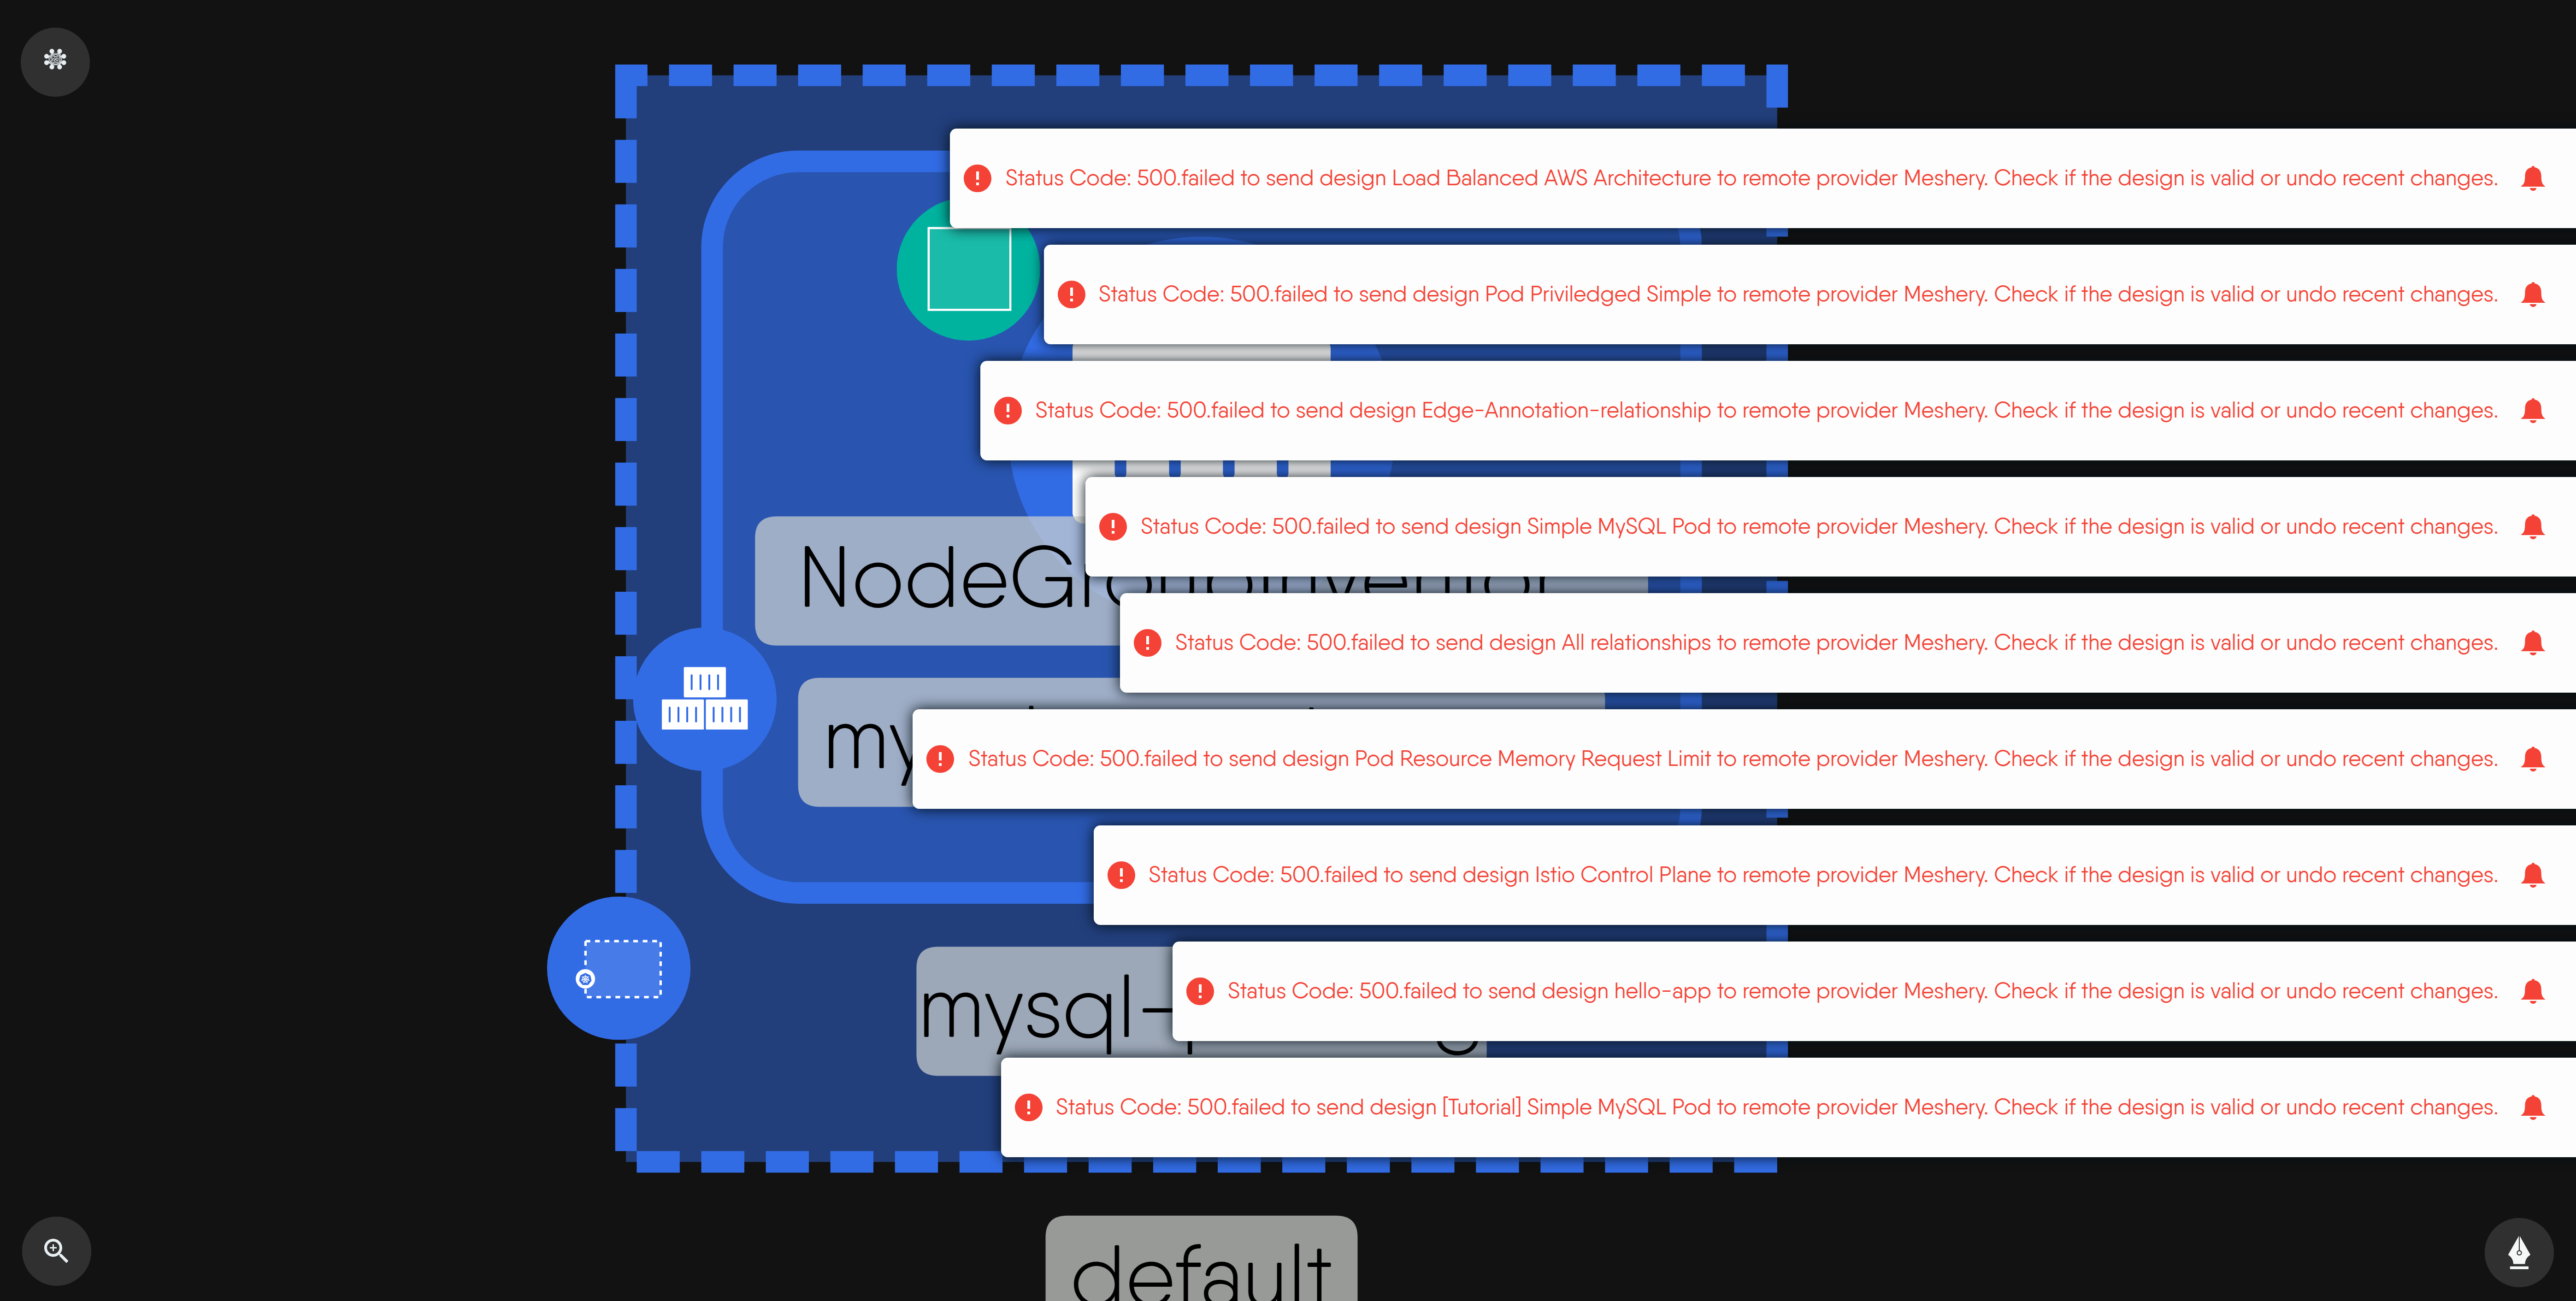 Status Code: 500.failed to send design Load Balanced AWS Architecture to remote provider Meshery. Check if the design is valid or undo recent changes.
Status Code: 500.failed to send design Pod Priviledged Simple to remote provider Meshery. Check if the design is valid or undo recent changes.
Status Code: 500.failed to send design Edge-Annotation-relationship to remote provider Meshery. Check if the design is valid or undo recent changes.
Status Code: 500.failed to send design Simple MySQL Pod to remote provider Meshery. Check if the design is valid or undo recent changes.
Status Code: 500.failed to send design All relationships to remote provider Meshery. Check if the design is valid or undo recent changes.
Status Code: 500.failed to send design Pod Resource Memory Request Limit to remote provider Meshery. Check if the design is valid or undo recent changes.
Status Code: 500.failed to send design Istio Control Plane to remote provider Meshery. Check if the design is valid or undo recent changes.
mysql-
Status Code: 500.failed to send design hello-app to remote provider Meshery. Check if the design is valid or undo recent changes.
Status Code: 500.failed to send design [Tutorial] Simple MySQL Pod to remote provider Meshery. Check if the design is valid or undo recent changes.
default